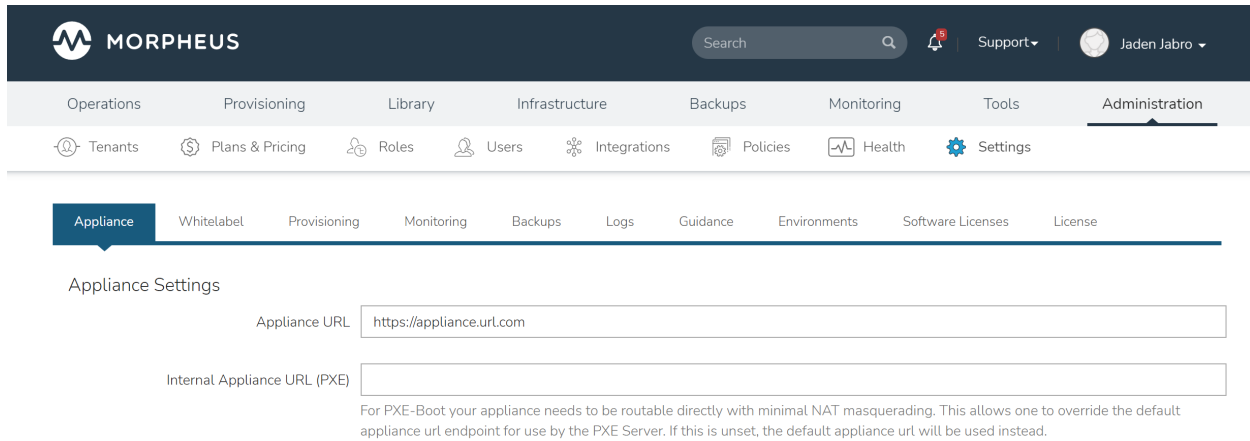 MORPHEUS
Search
5
Support
Jaden Jabro
Operations Provisioning Library Infrastructure Backups Monitoring Tools Administration
Tenants Plans & Pricing Roles Users Integrations Policies Health Settings
Appliance Whitelabel Provisioning Monitoring Backups Logs Guidance Environments Software Licenses License
Appliance Settings
Appliance URL https://appliance.url.com
Internal Appliance URL (PXE)
For PXE-Boot your appliance needs to be routable directly with minimal NAT masquerading. This allows one to override the default
appliance url endpoint for use by the PXE Server. If this is unset, the default appliance url will be used instead.